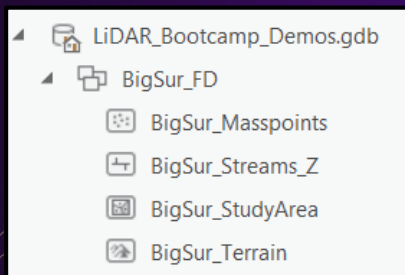 LiDAR_Bootcamp_Demos.gdb
BigSur_FD
BigSur_Masspoints
BigSur_Streams_Z
BigSur_StudyArea
BigSur_Terrain